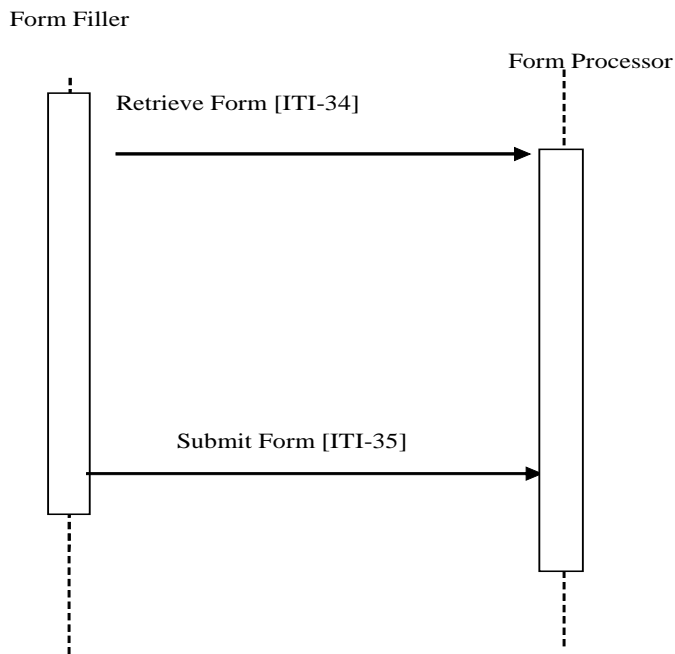 Form Filler
Form Processor
Retrieve Form [ITI-34]
Submit Form [ITI-35]